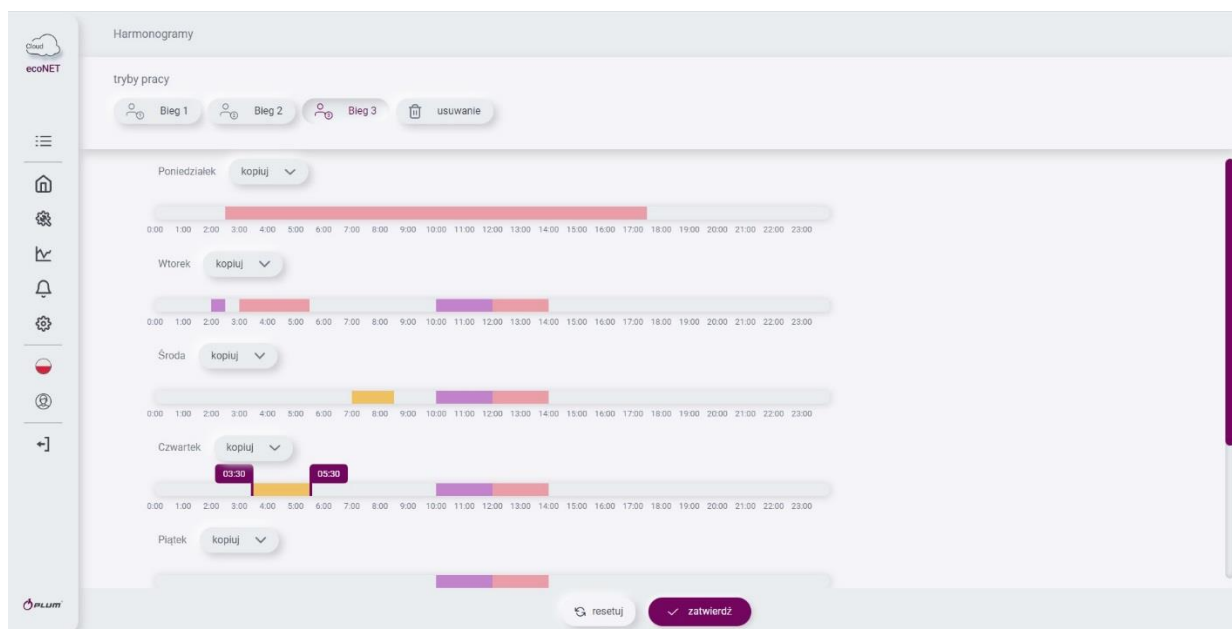 Cloud
ecoNET
Harmonogramy
tryby pracy
Bieg 1 Bieg 2 Bieg 3 usuwanie
Poniedziałek kopiuj
0:00 1:00 2:00 3:00 4:00 5:00 6:00 7:00 8:00 9:00 10:00 11:00 12:00 13:00 14:00 15:00 16:00 17:00 18:00 19:00 20:00 21:00 22:00 23:00
Wtorek kopiuj
0:00 1:00 2:00 3:00 4:00 5:00 6:00 7:00 8:00 9:00 10:00 11:00 12:00 13:00 14:00 15:00 16:00 17:00 18:00 19:00 20:00 21:00 22:00 23:00
Środa kopiuj
0:00 1:00 2:00 3:00 4:00 5:00 6:00 7:00 8:00 9:00 10:00 11:00 12:00 13:00 14:00 15:00 16:00 17:00 18:00 19:00 20:00 21:00 22:00 23:00
Czwartek kopiuj
03:30 05:30
0:00 1:00 2:00 3:00 4:00 5:00 6:00 7:00 8:00 9:00 10:00 11:00 12:00 13:00 14:00 15:00 16:00 17:00 18:00 19:00 20:00 21:00 22:00 23:00
Piątek kopiuj
PLUM
resetuj zatwierdź